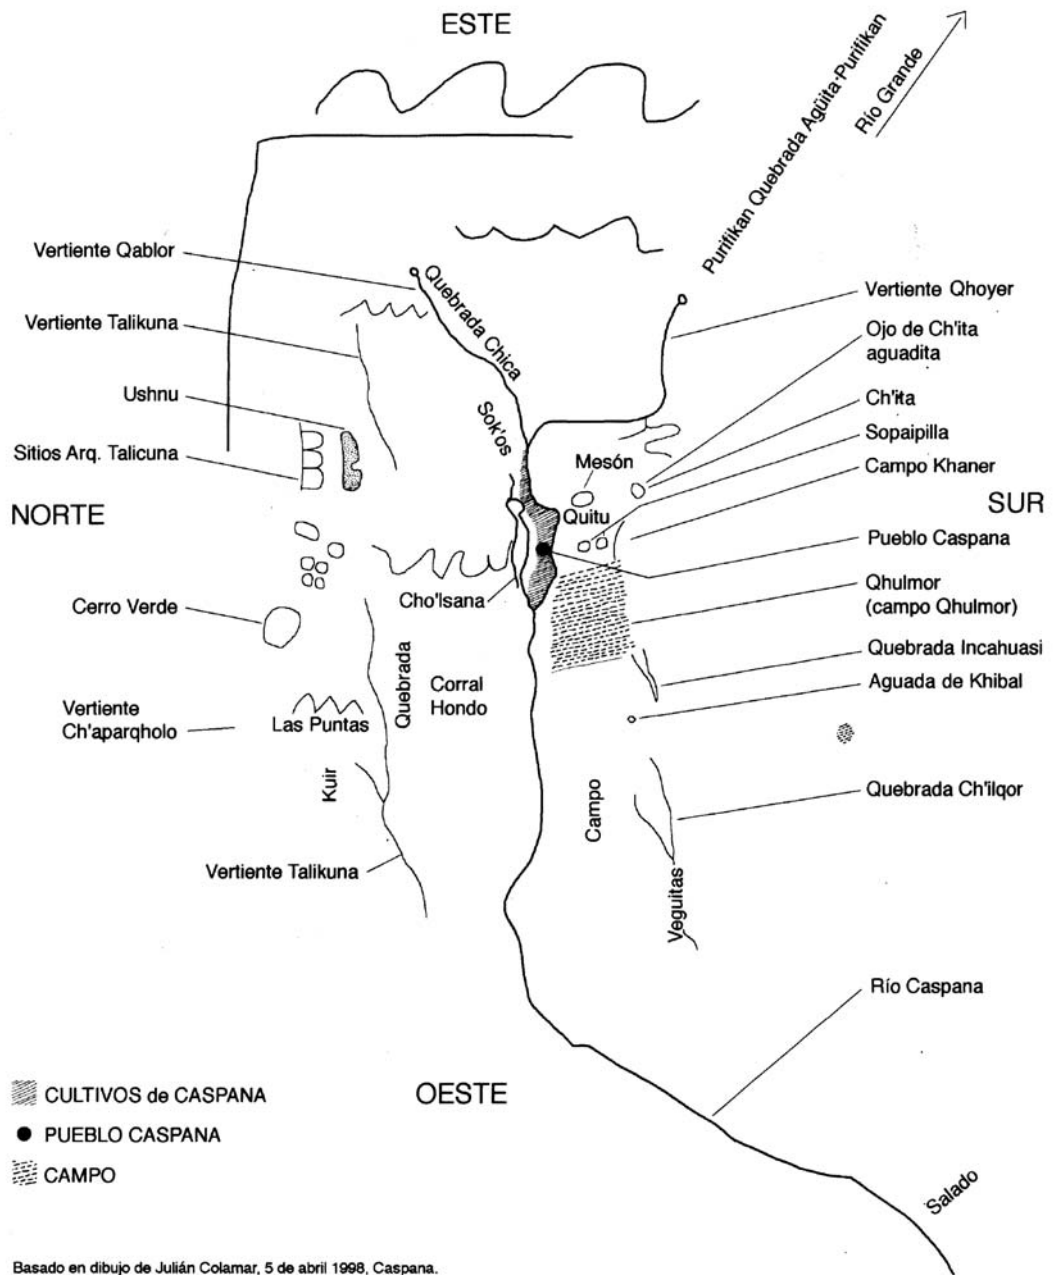 ESTE
Purifikan Quebrada Agüita-Purifikan
Río Grande
Vertiente Qablor
Quebrada Chica
Vertiente Qhoyer
Vertiente Talikuna
Ojo de Ch'ita
aguadita
Ushnu
Ch'ita
Sok'os
Sopaipilla
Sitios Arq. Talicuna
Mesón
Campo Khaner
NORTE
Quitu
SUR
Pueblo Caspana
Cho'lsana
Qhulmor
(campo Qhulmor)
Cerro Verde
Quebrada
Quebrada Incahuasi
Corral
Hondo
Aguada de Khibal
Vertiente
Ch'aparqholo
Las Puntas
Kuir
Campo
Quebrada Ch'ilqor
Vertiente Talikuna
Veguitas
Río Caspana
CULTIVOS de CASPANA
OESTE
PUEBLO CASPANA
CAMPO
Salado
Basado en dibujo de Julián Colamar, 5 de abril 1998, Caspana.